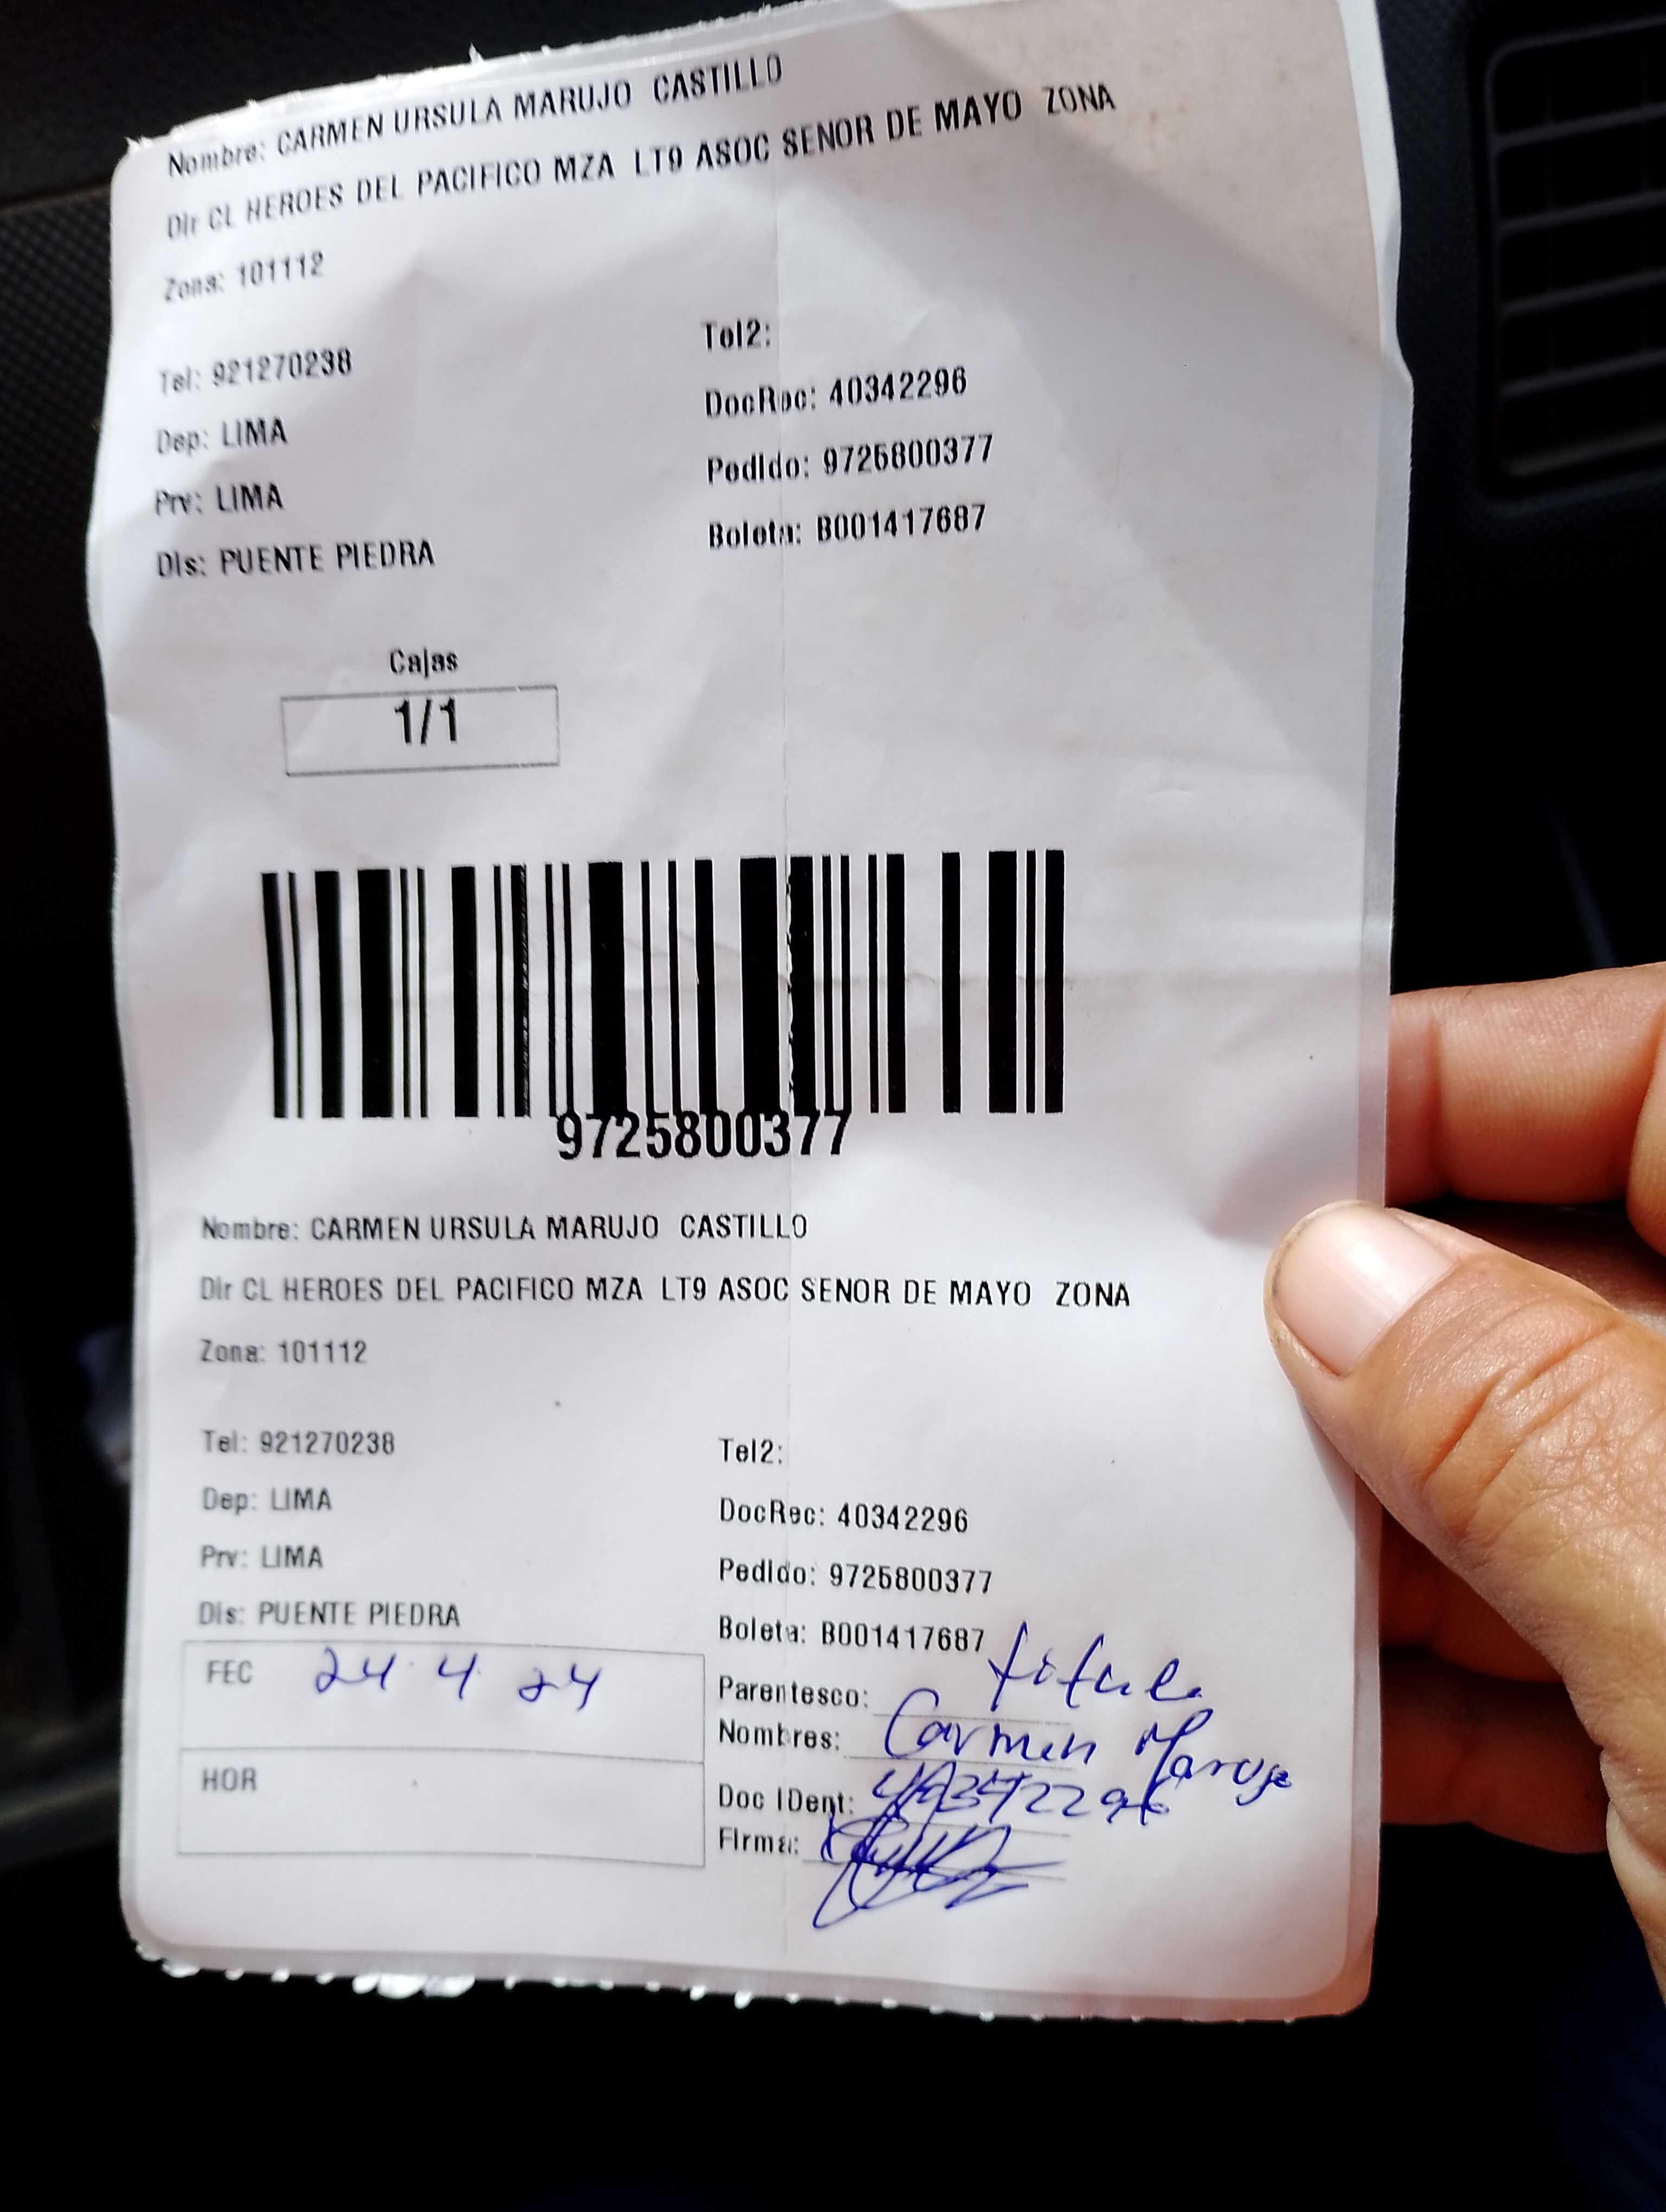 Nombre: CARMEN URSULA MARUJO CASTILLO
Dir CL HEROES DEL PACIFICO MZA LT9 ASOC SENOR DE MAYO ZONA
Zona: 101112
Tel: 921270238 Tel2:
Dep: LIMA DocRec: 40342296
Prv: LIMA Pedido: 9725800377
Dis: PUENTE PIEDRA Boleta: B001417687
Cajas
1/1
9725800377
Nombre: CARMEN URSULA MARUJO CASTILLO
Dir CL HEROES DEL PACIFICO MZA LT9 ASOC SENOR DE MAYO ZONA
Zona: 101112
Tel: 921270238 Tel2:
Dep: LIMA DocRec: 40342296
Prv: LIMA Pedido: 9725800377
Dis: PUENTE PIEDRA Boleta: B001417687
FEC 24 4 24 Parentesco:
Nombres: Carmen Marujo
HOR Doc IDent: 40342296
Firma: